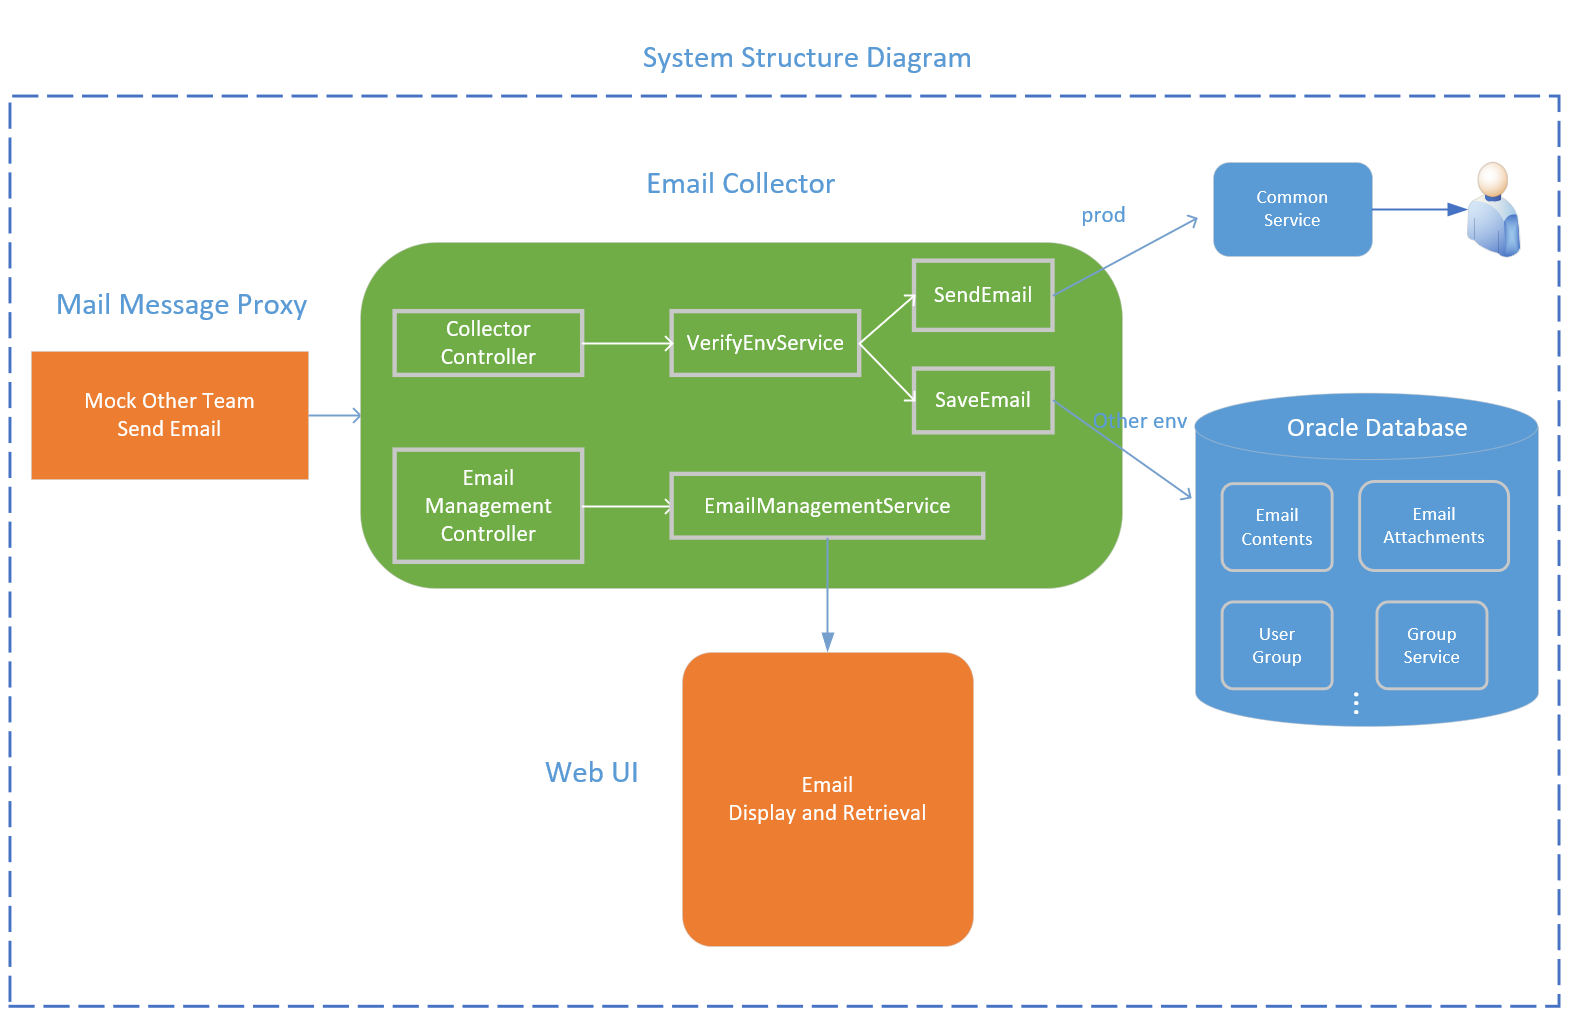 System Structure Diagram
Email Collector
Mail Message Proxy
Mock Other Team
Send Email
Collector
Controller
VerifyEnvService
SendEmail
SaveEmail
Email
Management
Controller
EmailManagementService
prod
Common
Service
Other env
Oracle Database
Email
Contents
Email
Attachments
User
Group
Group
Service
Web UI
Email
Display and Retrieval